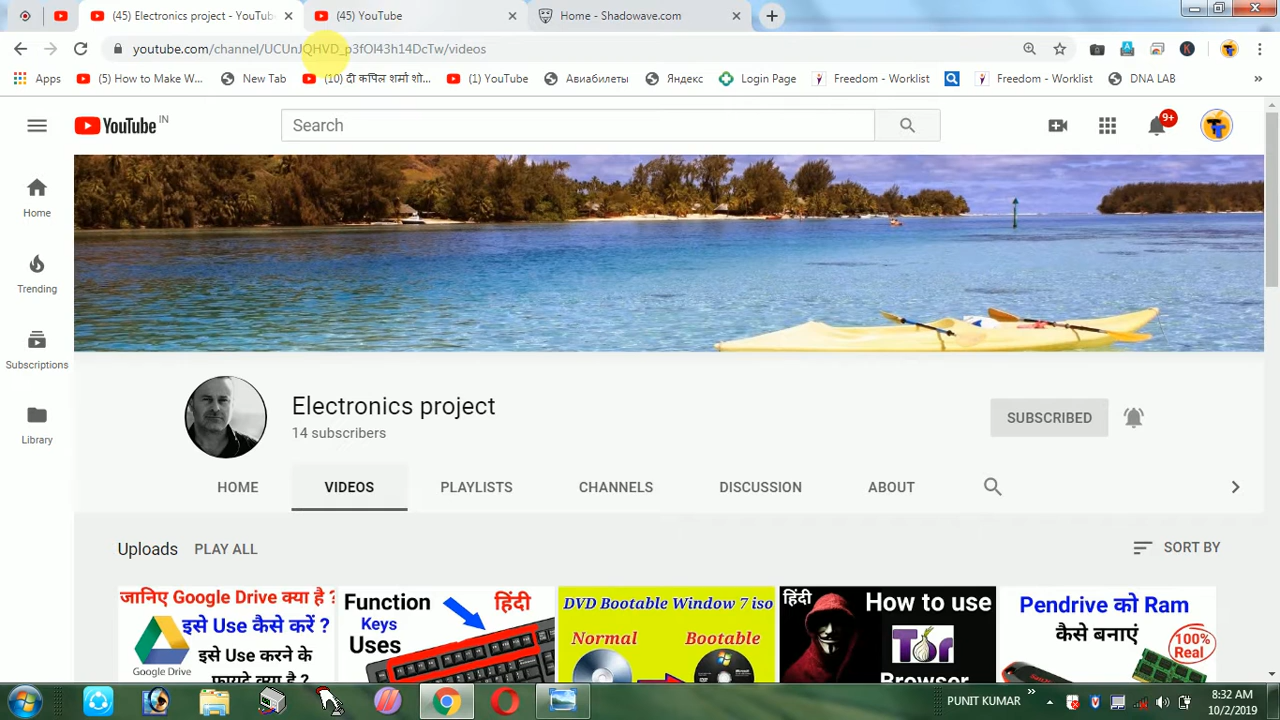 (45) Electronics project - YouTub
(45) YouTube
Home - Shadowave.com
youtube.com/channel/UCUnJQHVD_p3fOl43h14DcTw/videos
Apps
(5) How to Make W...
New Tab
(10) दी कपिल शर्मा शो...
(1) YouTube
Авиабилеты
Яндекс
Login Page
Freedom - Worklist
Freedom - Worklist
DNA LAB
»
YouTube IN
Search
9+
Home
Trending
Subscriptions
Library
Electronics project
14 subscribers
SUBSCRIBED
HOME
VIDEOS
PLAYLISTS
CHANNELS
DISCUSSION
ABOUT
Uploads
PLAY ALL
SORT BY
जानिए Google Drive क्या है ?
इसे Use कैसे करें ?
इसे Use करने के
फायदे क्या है ?
Google Drive
Function
Keys
Uses
हिंदी
DVD Bootable Window 7 iso
Normal
Bootable
हिंदी
How to use
Tor
Browser
Pendrive को Ram
कैसे बनाएं
100%
Real
PUNIT KUMAR
8:32 AM
10/2/2019